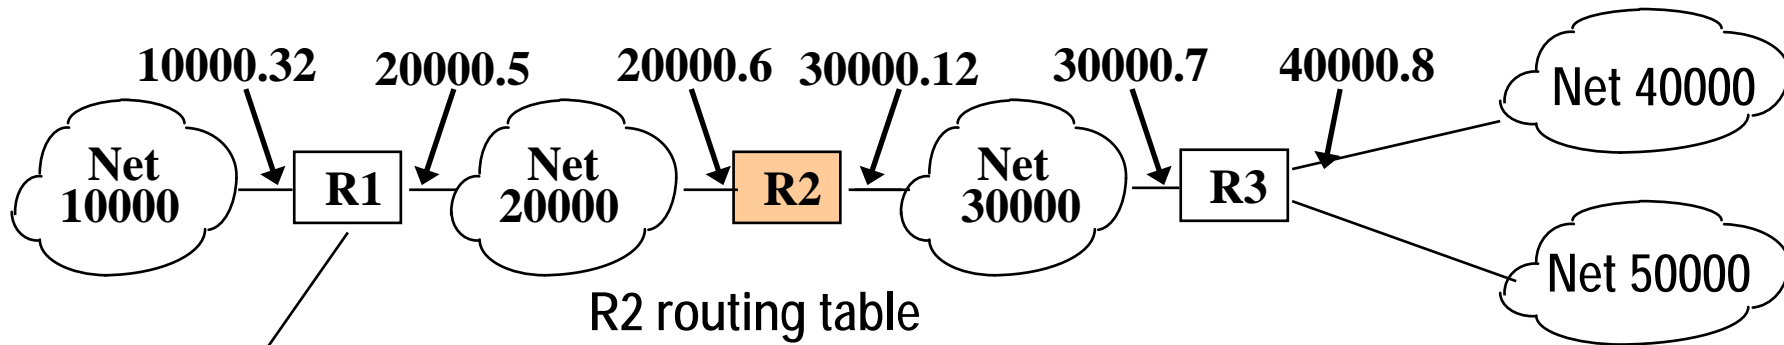 10000.32 20000.5 20000.6 30000.12 30000.7 40000.8
Net 40000
Net
10000
R1
Net
20000
R2
Net
30000
R3
Net 50000
R2 routing table